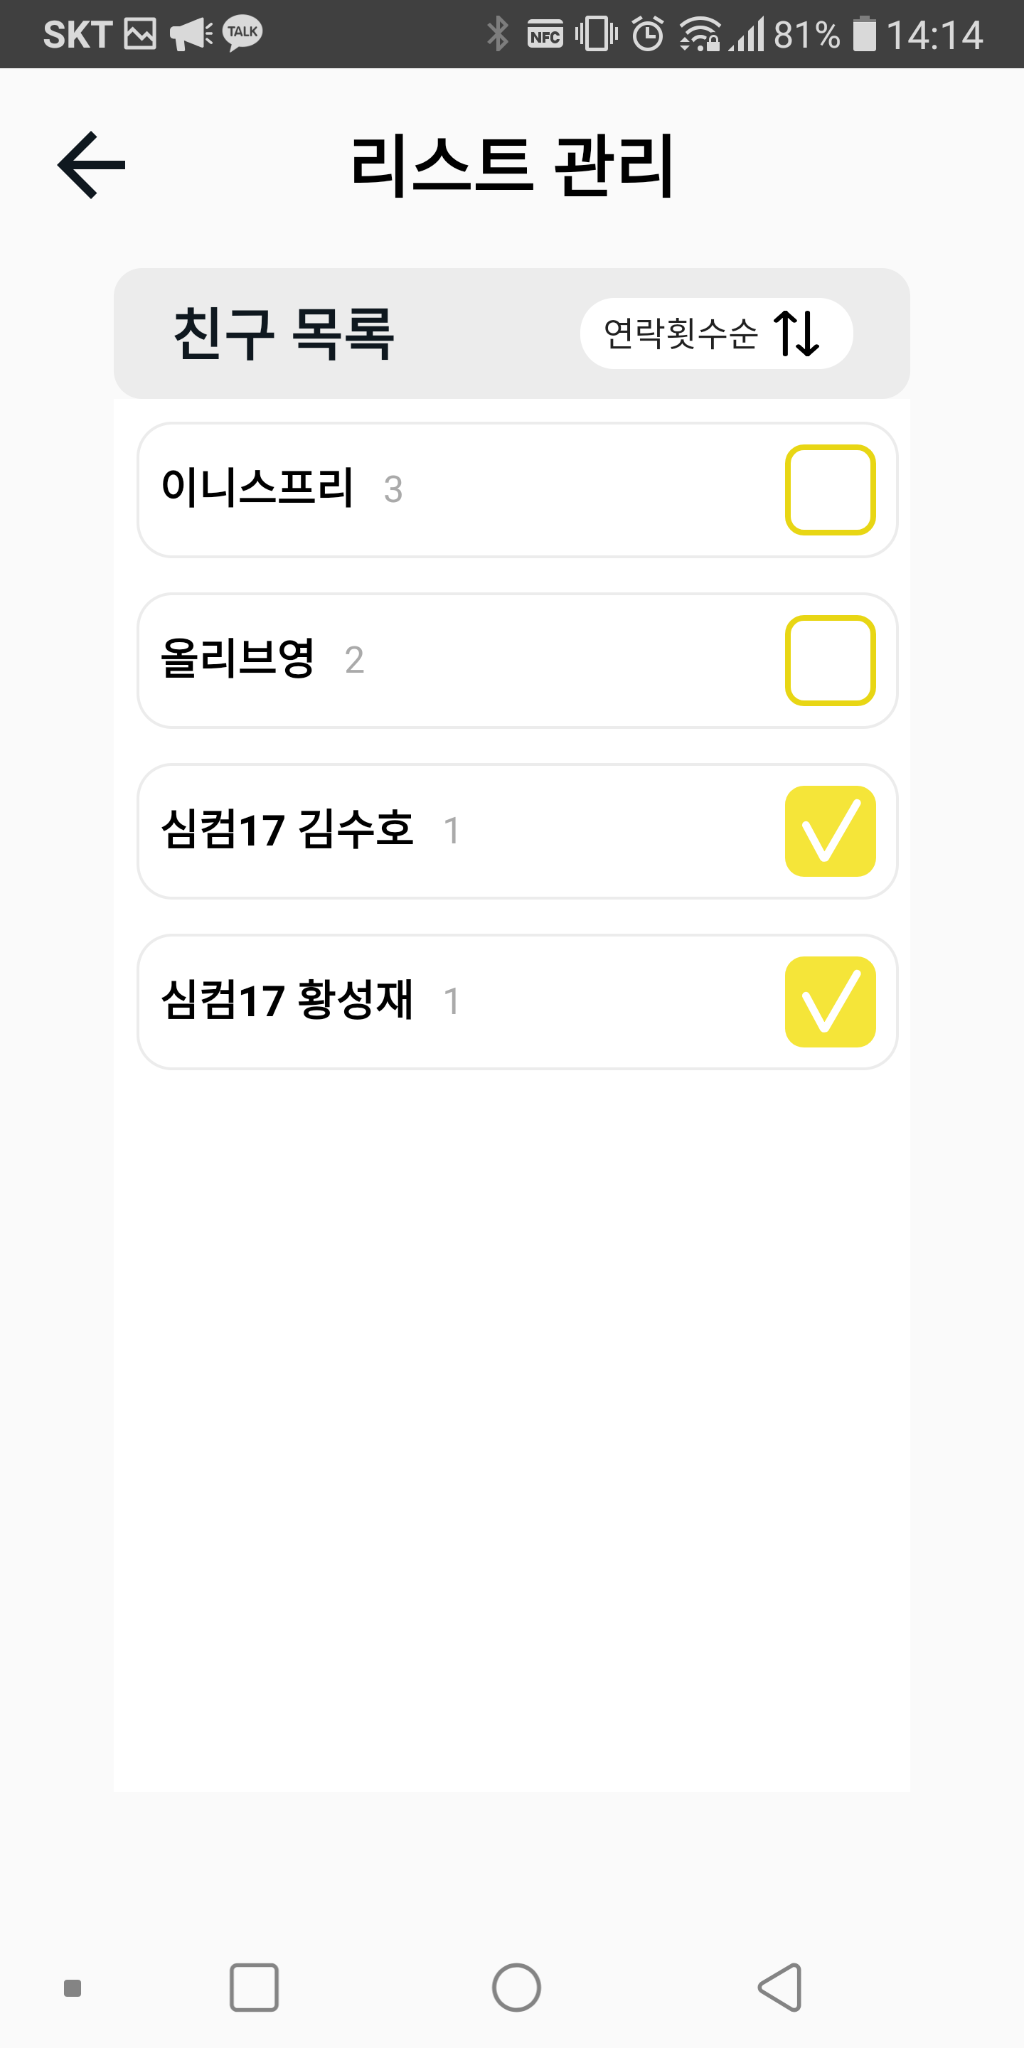 SKT TALK NFC 81% 14:14
리스트 관리
친구 목록 연락횟수순
이니스프리 3
올리브영 2
심컴17 김수호 1
심컴17 황성재 1